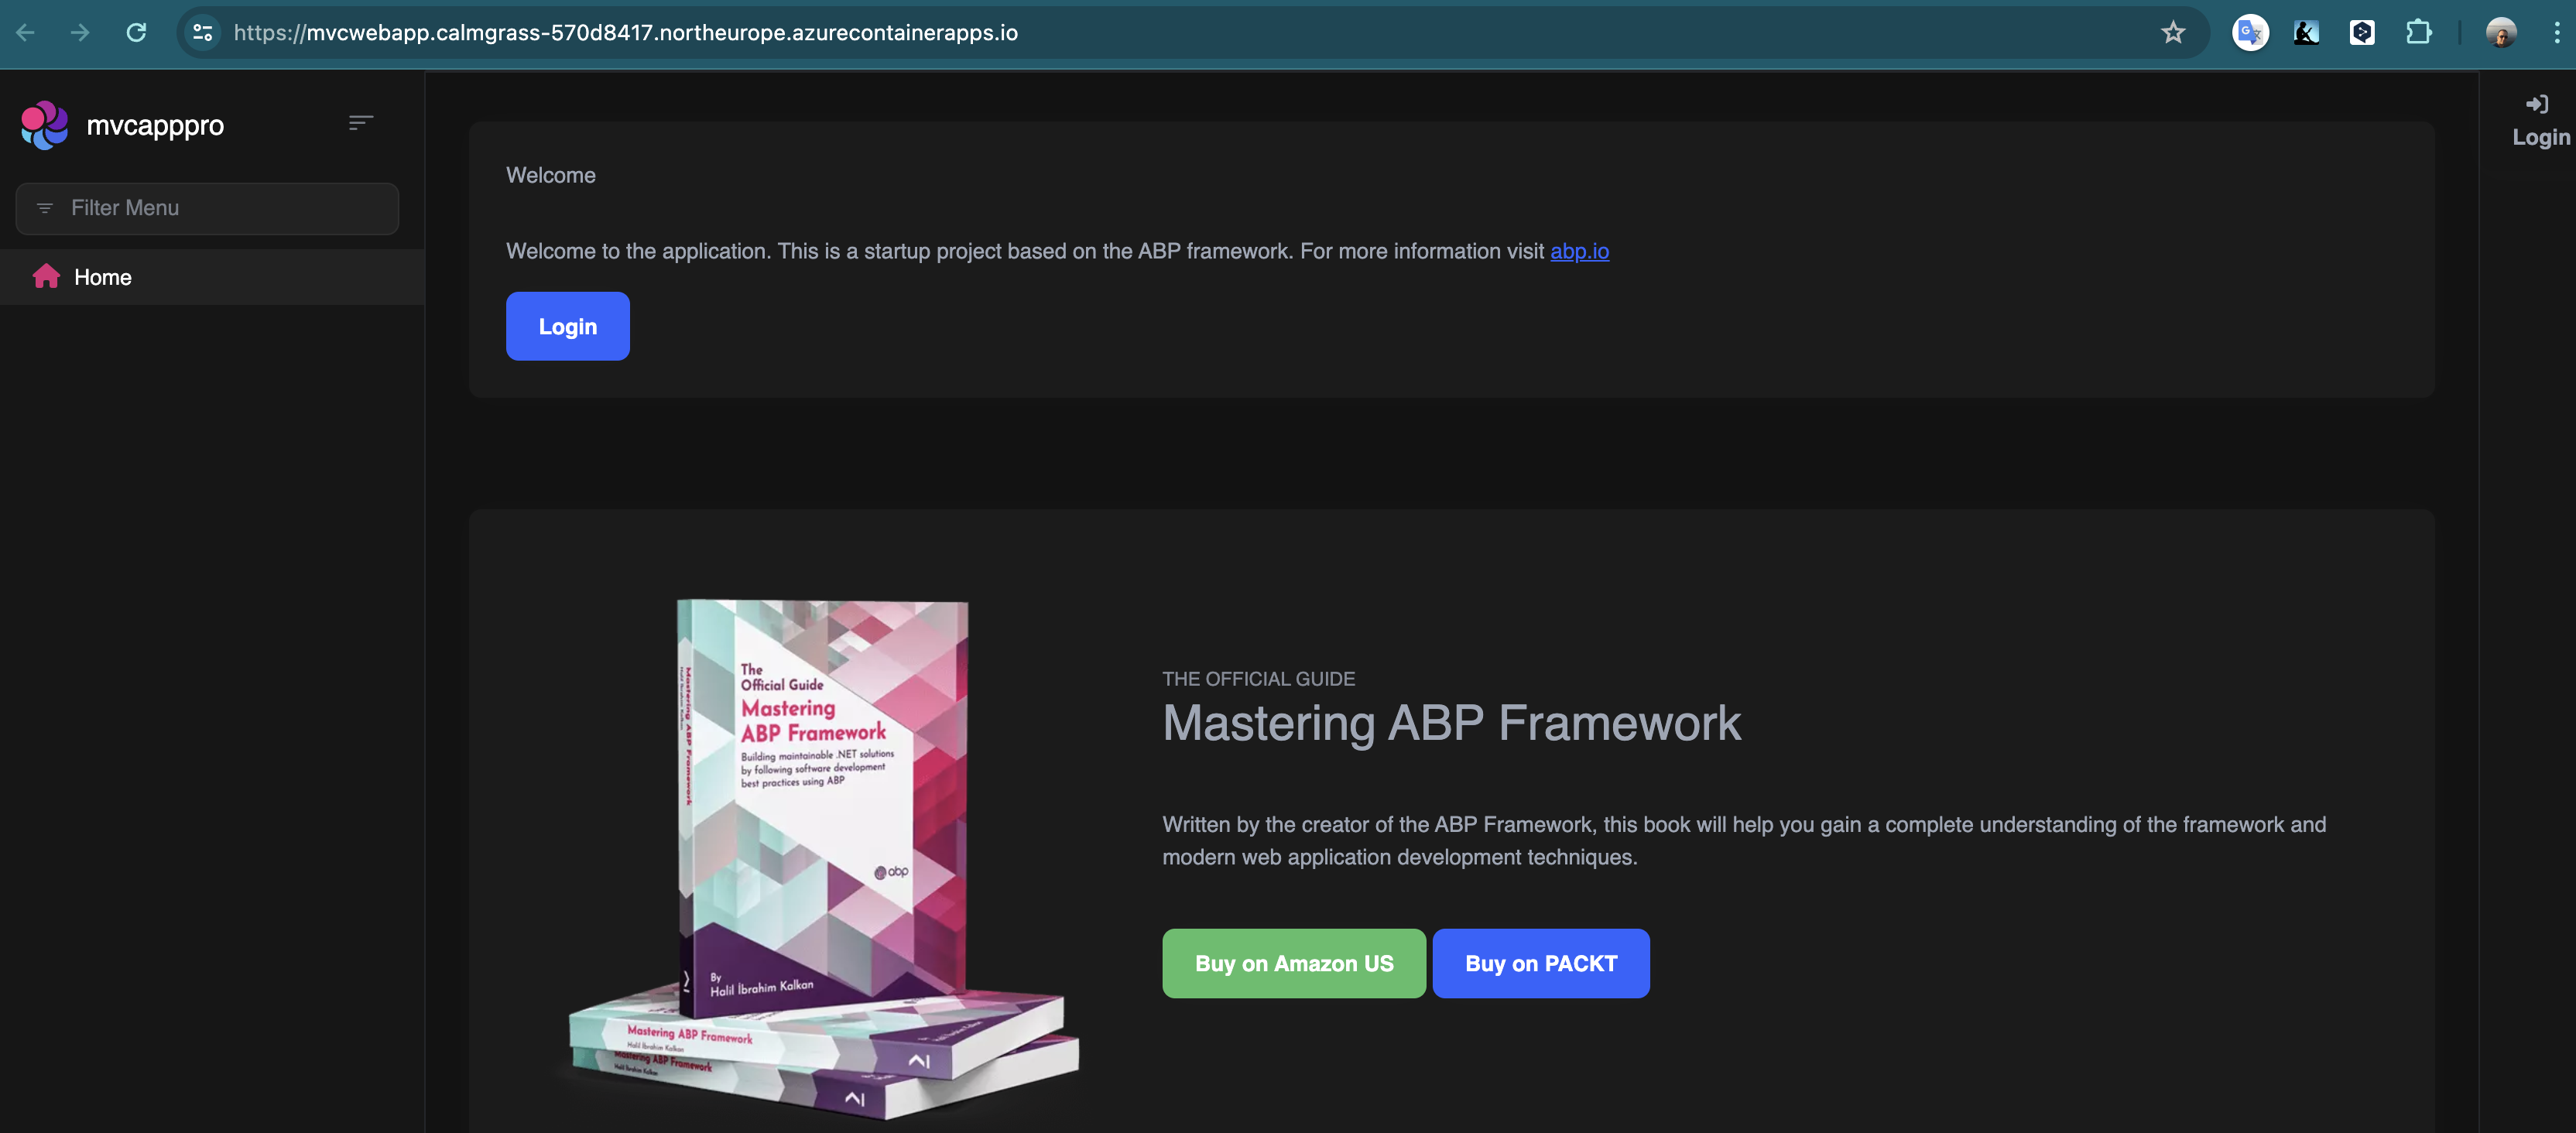 https://mvcwebapp.calmgrass-570d8417.northeurope.azurecontainerapps.io
mvcapppro
Filter Menu
Home
Login
Welcome
Welcome to the application. This is a startup project based on the ABP framework. For more information visit abp.io
Login
The
Official Guide
Mastering
ABP Framework
Building maintainable .NET solutions
by following software development
best practices using ABP
abp
By
Halil İbrahim Kalkan
Mastering ABP Framework
Mastering ABP Framework
Halil İbrahim Kalkan
Mastering ABP Framework
Halil İbrahim Kalkan
THE OFFICIAL GUIDE
Mastering ABP Framework
Written by the creator of the ABP Framework, this book will help you gain a complete understanding of the framework and
modern web application development techniques.
Buy on Amazon US
Buy on PACKT